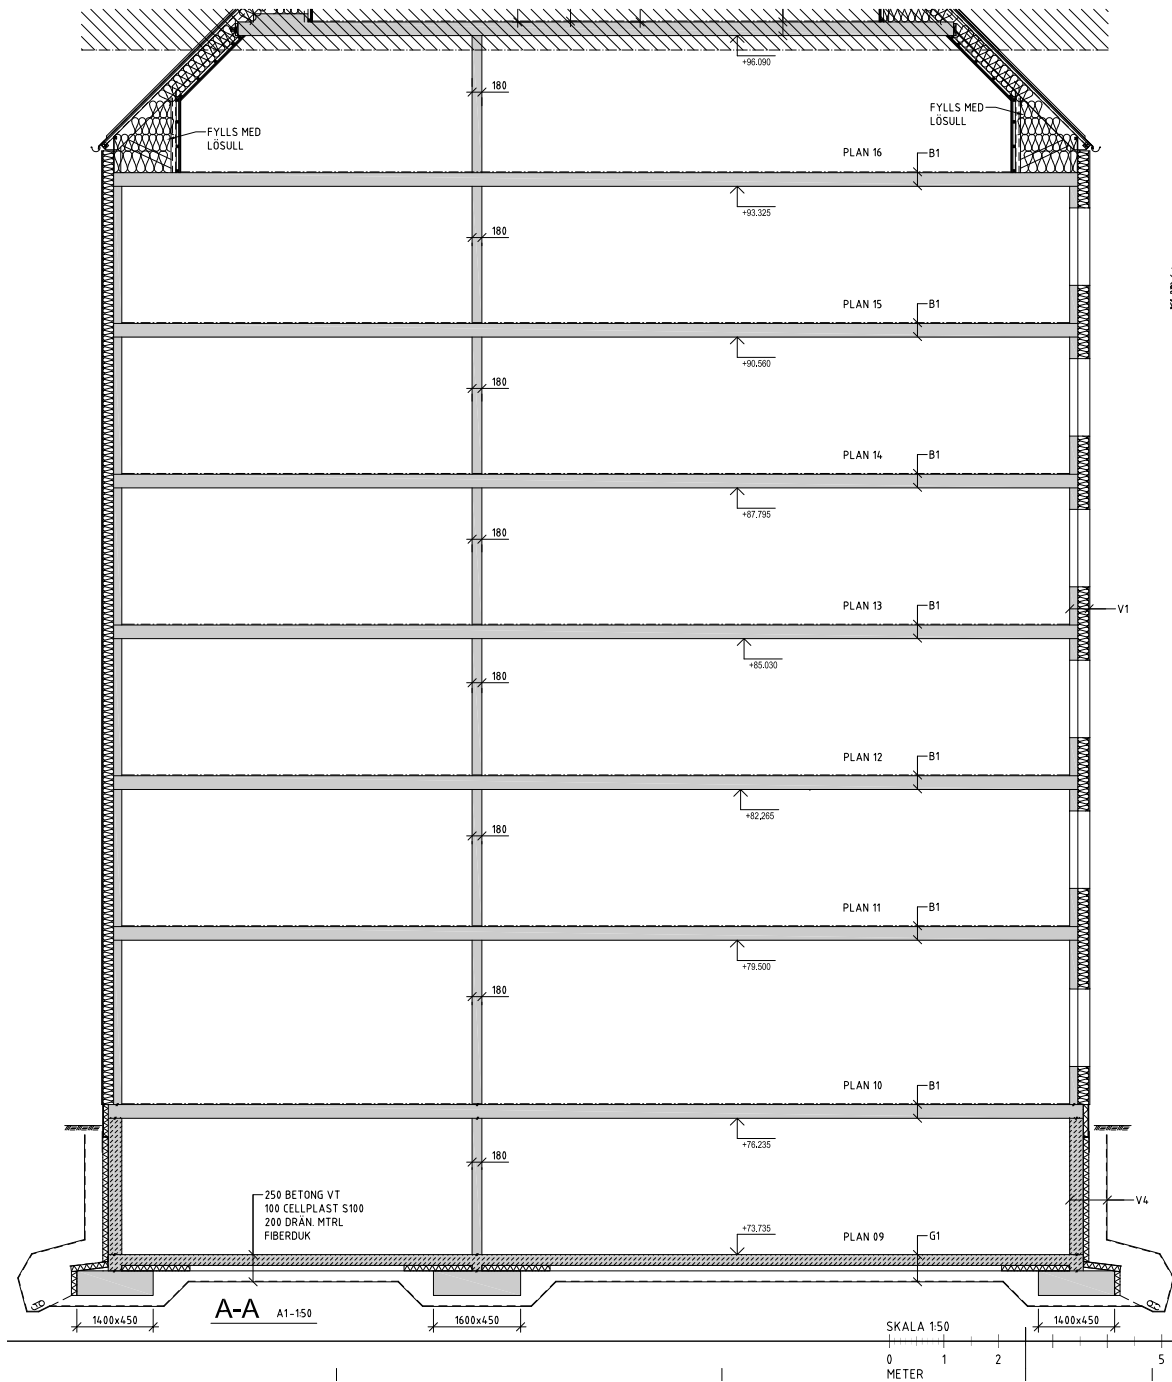 +96.090
180
FYLLS MED
LÖSULL
FYLLS MED
LÖSULL
PLAN 16
B1
+93.325
180
PLAN 15
B1
+90.560
180
PLAN 14
B1
+87.795
180
PLAN 13
B1
V1
+85.030
180
PLAN 12
B1
+82.265
180
PLAN 11
B1
+79.500
180
PLAN 10
B1
+76.235
180
250 BETONG VT
100 CELLPLAST S100
200 DRÄN. MTRL
FIBERDUK
V4
+73.735
PLAN 09
G1
A-A A1-1:50
1400x450
1600x450
1400x450
SKALA 1:50
0 1 2 5
METER